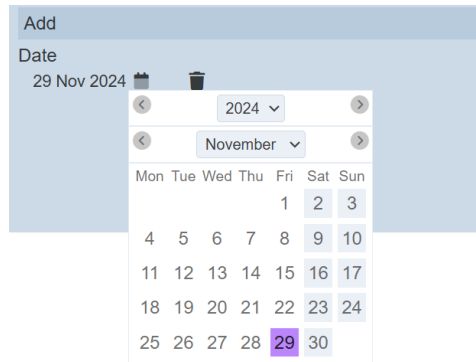 Add
Date
29 Nov 2024
2024
November
Mon Tue Wed Thu Fri Sat Sun
1 2 3
4 5 6 7 8 9 10
11 12 13 14 15 16 17
18 19 20 21 22 23 24
25 26 27 28 29 30